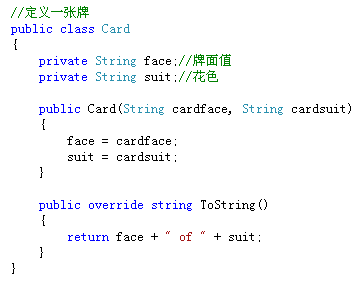 //定义一张牌
public class Card
{
    private String face;//牌面值
    private String suit;//花色

    public Card(String cardface, String cardsuit)
    {
        face = cardface;
        suit = cardsuit;
    }

    public override string ToString()
    {
        return face + " of " + suit;
    }
}